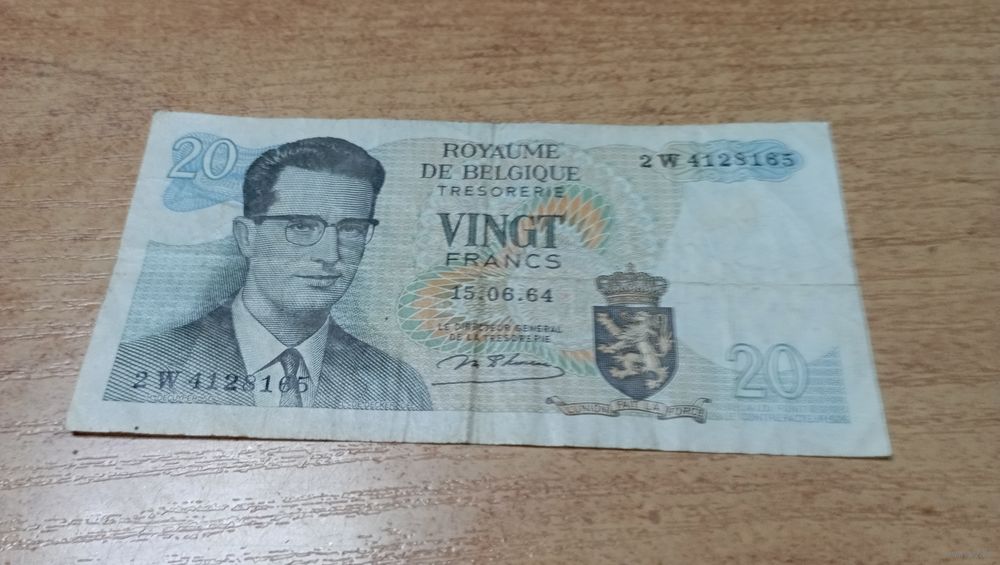 20
ROYAUME
DE BELGIQUE
TRESORERIE
2 W 4128165
VINGT
FRANCS
15.06.64
LE DIRECTEUR GENERAL
DE LA TRESORERIE
2 W 4128165
20
L'UNION FAIT LA FORCE